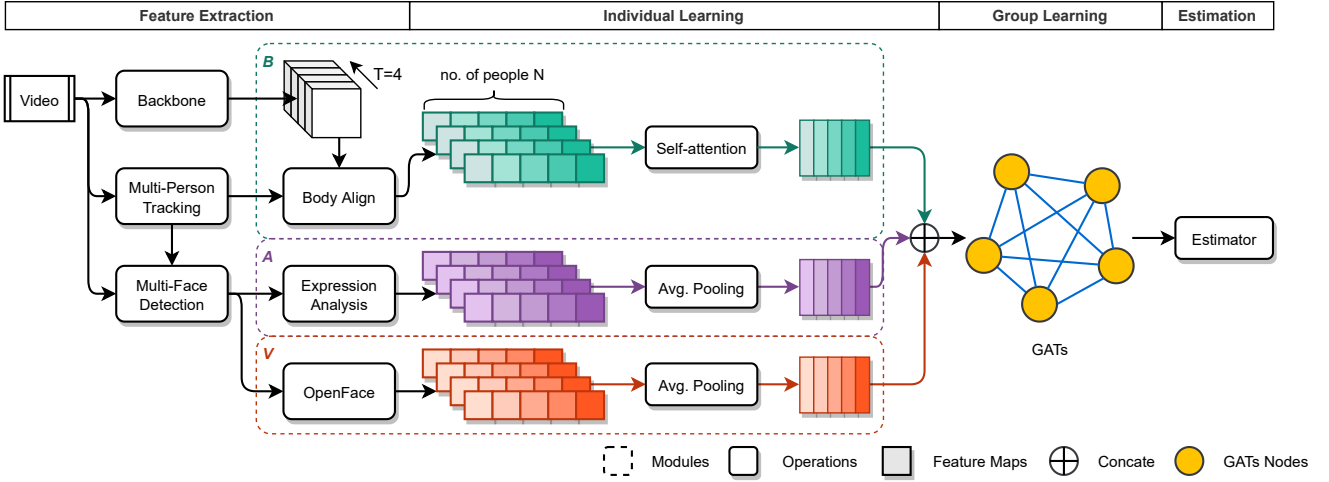 Feature Extraction
Individual Learning
Group Learning
Estimation
B
T=4
no. of people N
Video
Backbone
Self-attention
Multi-Person
Tracking
Body Align
A
Multi-Face
Detection
Expression
Analysis
Avg. Pooling
Estimator
GATs
V
OpenFace
Avg. Pooling
Modules
Operations
Feature Maps
Concate
GATs Nodes